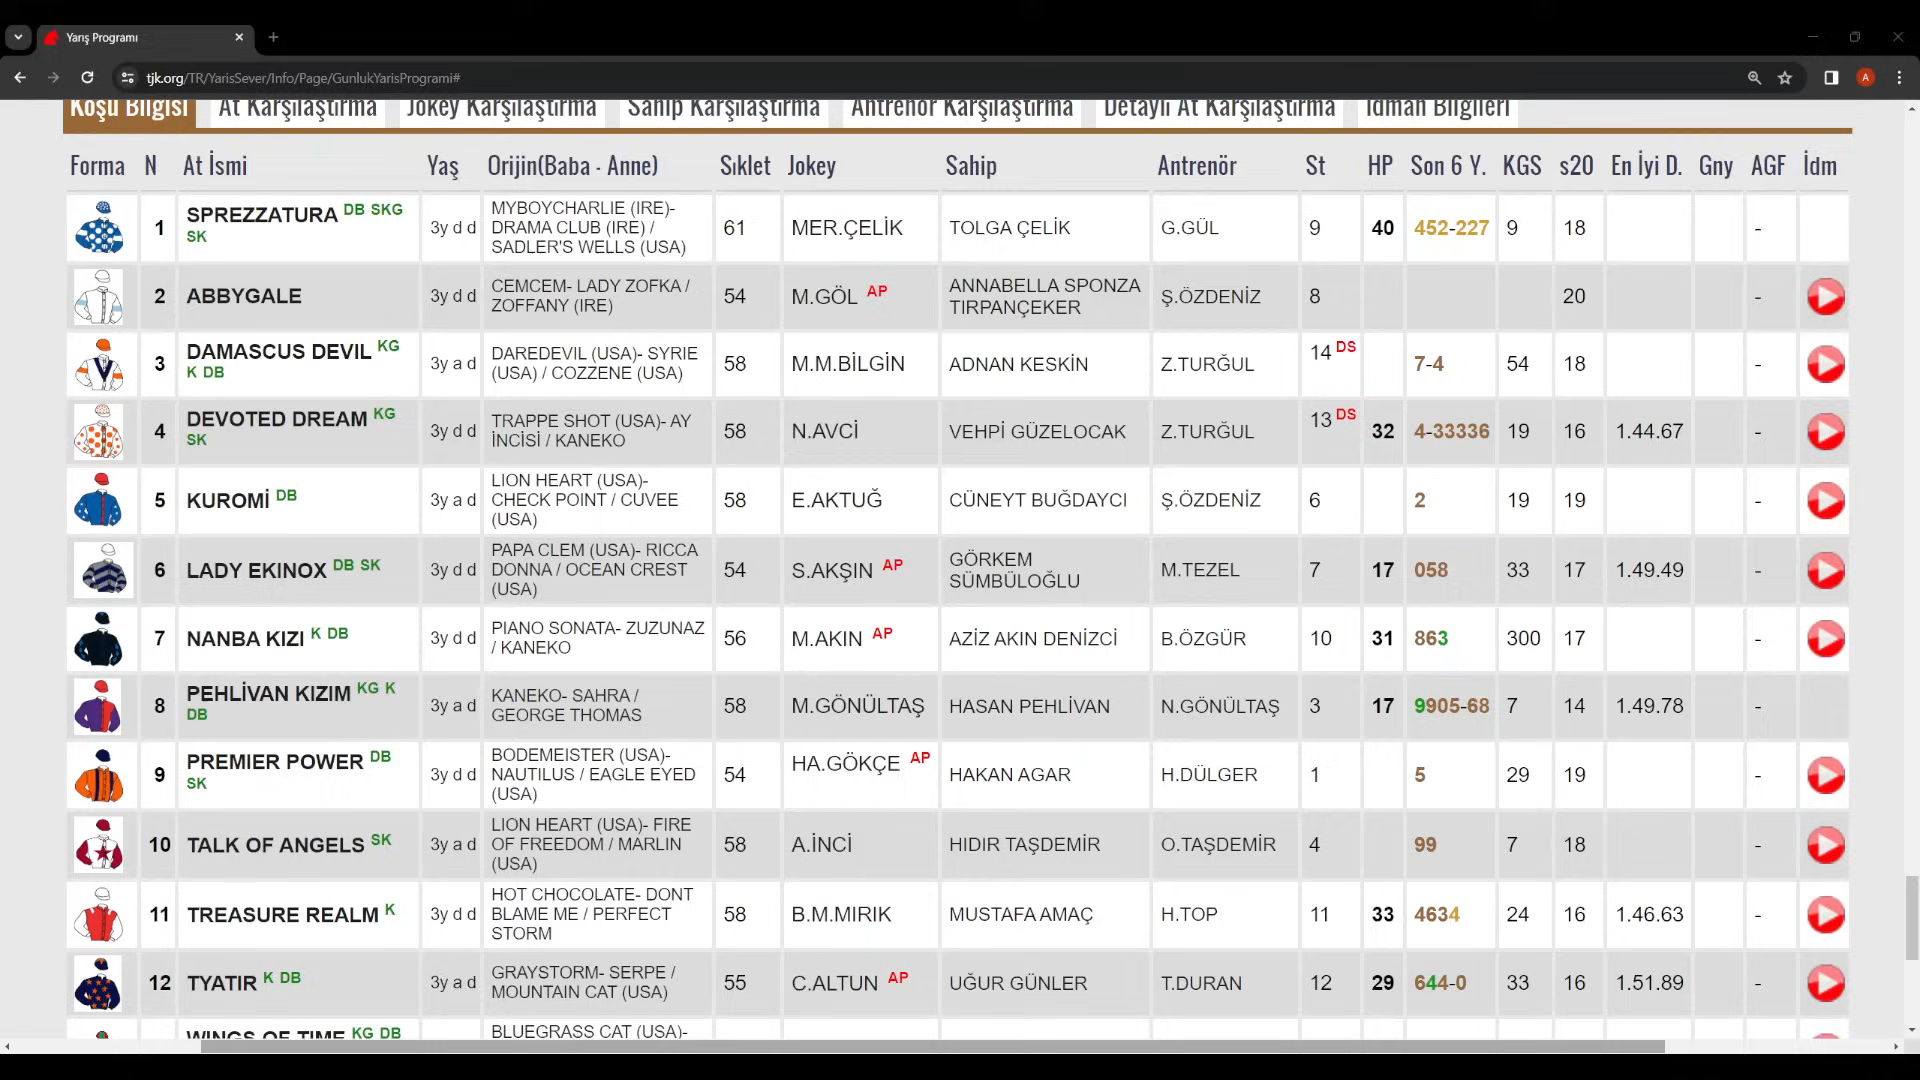 Yarış Programı
tjk.org/TR/YarisSever/Info/Page/GunlukYarisProgrami#
A
Koşu Bilgisi At Karşılaştırma Jokey Karşılaştırma Sahip Karşılaştırma Antrenör Karşılaştırma Detaylı At Karşılaştırma İdman Bilgileri
Forma N At İsmi Yaş Orijin(Baba - Anne) Sıklet Jokey Sahip Antrenör St HP Son 6 Y. KGS s20 En İyi D. Gny AGF İdm
1 SPREZZATURA DB SKG SK 3y d d MYBOYCHARLIE (IRE)- DRAMA CLUB (IRE) / SADLER'S WELLS (USA) 61 MER.ÇELİK TOLGA ÇELİK G.GÜL 9 40 452-227 9 18 -
2 ABBYGALE 3y d d CEMCEM- LADY ZOFKA / ZOFFANY (IRE) 54 M.GÖL AP ANNABELLA SPONZA TIRPANÇEKER Ş.ÖZDENİZ 8 20 -
3 DAMASCUS DEVIL KG K DB 3y a d DAREDEVIL (USA)- SYRIE (USA) / COZZENE (USA) 58 M.M.BİLGİN ADNAN KESKİN Z.TURĞUL 14 DS 7-4 54 18 -
4 DEVOTED DREAM KG SK 3y d d TRAPPE SHOT (USA)- AY İNCİSİ / KANEKO 58 N.AVCİ VEHPİ GÜZELOCAK Z.TURĞUL 13 DS 32 4-33336 19 16 1.44.67 -
5 KUROMİ DB 3y a d LION HEART (USA)- CHECK POINT / CUVEE (USA) 58 E.AKTUĞ CÜNEYT BUĞDAYCI Ş.ÖZDENİZ 6 2 19 19 -
6 LADY EKINOX DB SK 3y d d PAPA CLEM (USA)- RICCA DONNA / OCEAN CREST (USA) 54 S.AKŞIN AP GÖRKEM SÜMBÜLOĞLU M.TEZEL 7 17 058 33 17 1.49.49 -
7 NANBA KIZI K DB 3y d d PIANO SONATA- ZUZUNAZ / KANEKO 56 M.AKIN AP AZİZ AKIN DENİZCİ B.ÖZGÜR 10 31 863 300 17 -
8 PEHLİVAN KIZIM KG K DB 3y a d KANEKO- SAHRA / GEORGE THOMAS 58 M.GÖNÜLTAŞ HASAN PEHLİVAN N.GÖNÜLTAŞ 3 17 9905-68 7 14 1.49.78 -
9 PREMIER POWER DB SK 3y d d BODEMEISTER (USA)- NAUTILUS / EAGLE EYED (USA) 54 HA.GÖKÇE AP HAKAN AGAR H.DÜLGER 1 5 29 19 -
10 TALK OF ANGELS SK 3y a d LION HEART (USA)- FIRE OF FREEDOM / MARLIN (USA) 58 A.İNCİ HIDIR TAŞDEMİR O.TAŞDEMİR 4 99 7 18 -
11 TREASURE REALM K 3y d d HOT CHOCOLATE- DONT BLAME ME / PERFECT STORM 58 B.M.MIRIK MUSTAFA AMAÇ H.TOP 11 33 4634 24 16 1.46.63 -
12 TYATIR K DB 3y a d GRAYSTORM- SERPE / MOUNTAIN CAT (USA) 55 C.ALTUN AP UĞUR GÜNLER T.DURAN 12 29 644-0 33 16 1.51.89 -
WINGS OF TIME KG DB BLUEGRASS CAT (USA)-